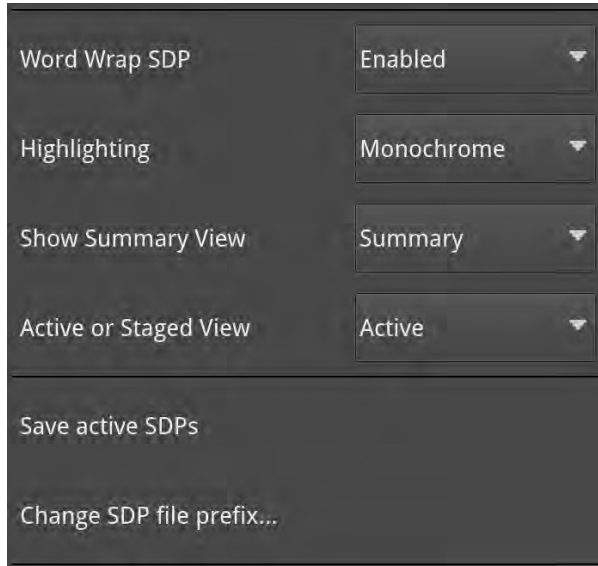 Word Wrap SDP Enabled
Highlighting Monochrome
Show Summary View Summary
Active or Staged View Active
Save active SDPs
Change SDP file prefix...